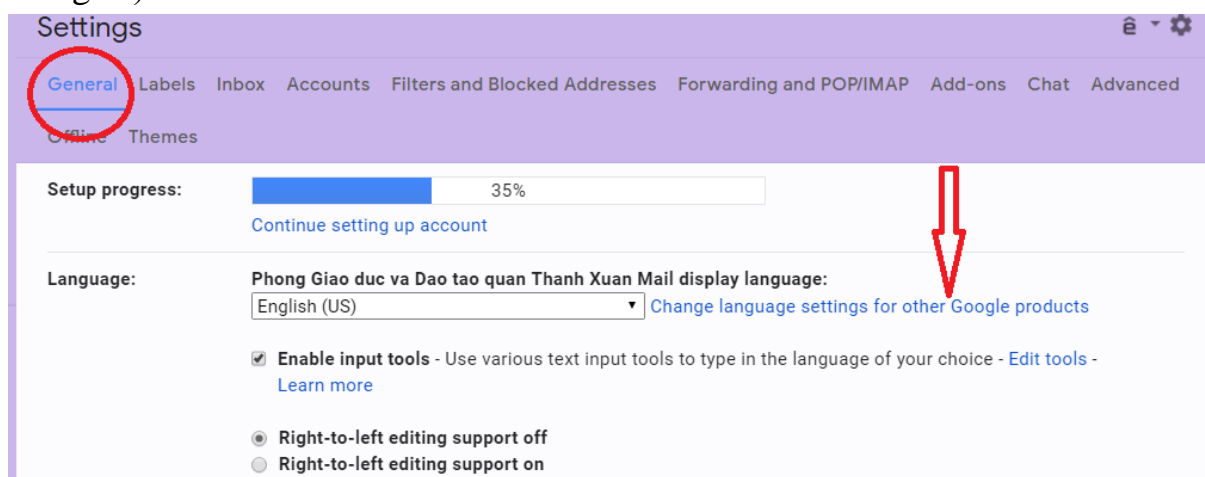 Settings
ê
General Labels Inbox Accounts Filters and Blocked Addresses Forwarding and POP/IMAP Add-ons Chat Advanced
Offline Themes
Setup progress: 35%
Continue setting up account
Language: Phong Giao duc va Dao tao quan Thanh Xuan Mail display language:
English (US) Change language settings for other Google products
Enable input tools - Use various text input tools to type in the language of your choice - Edit tools -
Learn more
Right-to-left editing support off
Right-to-left editing support on